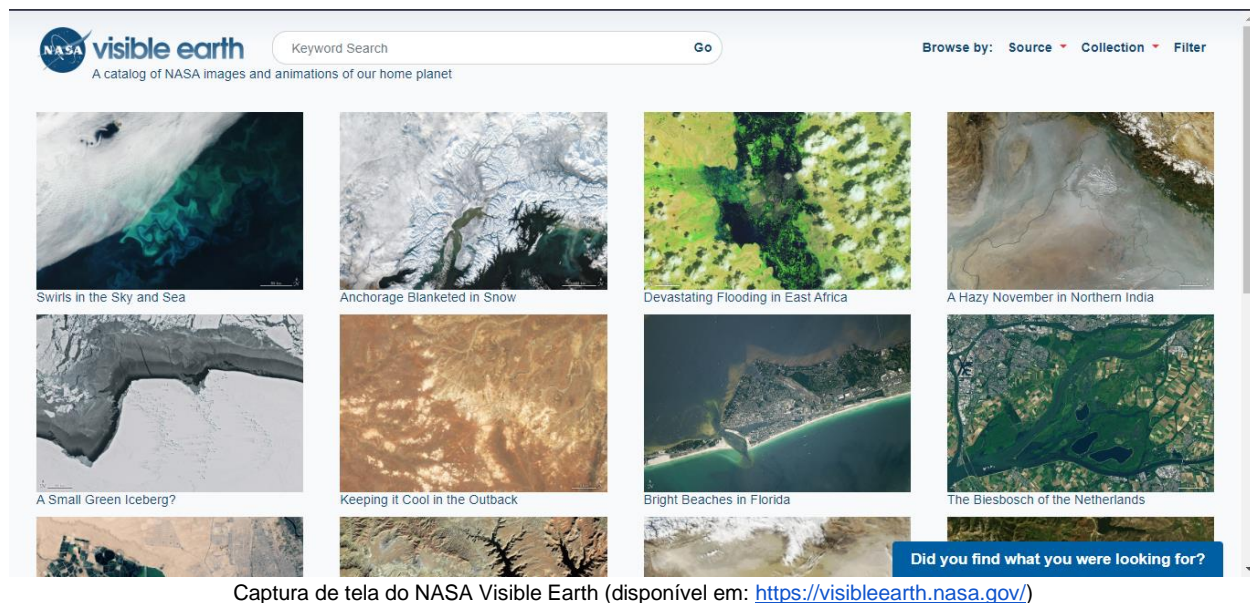 NASA visible earth
Keyword Search Go
Browse by: Source Collection Filter
A catalog of NASA images and animations of our home planet
Swirls in the Sky and Sea
Anchorage Blanketed in Snow
Devastating Flooding in East Africa
A Hazy November in Northern India
A Small Green Iceberg?
Keeping it Cool in the Outback
Bright Beaches in Florida
The Biesbosch of the Netherlands
Did you find what you were looking for?
Captura de tela do NASA Visible Earth (disponível em: https://visibleearth.nasa.gov/)